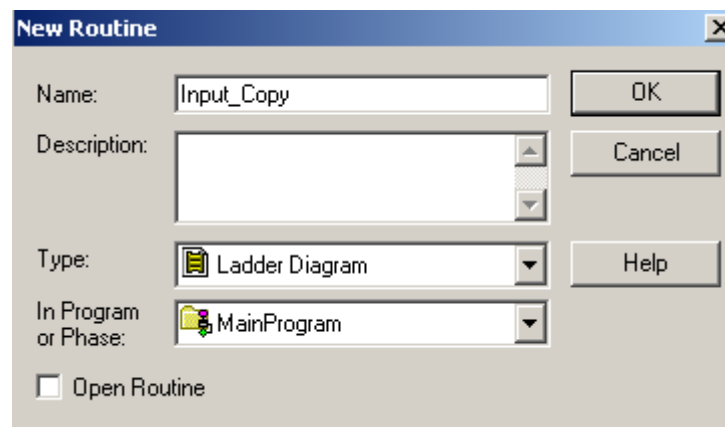 New Routine
Name: Input_Copy OK
Description: Cancel
Type: Ladder Diagram Help
In Program
or Phase: MainProgram
Open Routine